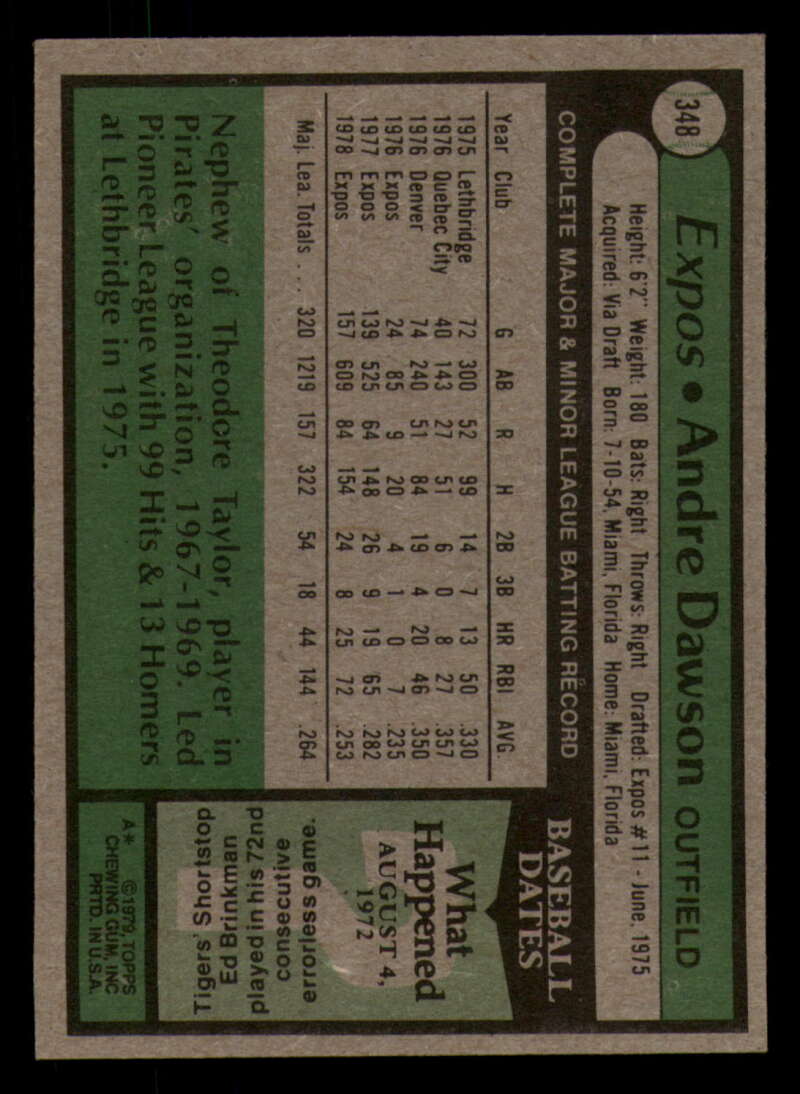 348
Expos • Andre Dawson OUTFIELD
Height: 6'2" Weight: 180 Bats: Right Throws: Right Drafted: Expos #11 - June, 1975
Acquired: Via Draft Born: 7-10-54, Miami, Florida Home: Miami, Florida
COMPLETE MAJOR & MINOR LEAGUE BATTING RECORD
Year Club G AB R H 2B 3B HR RBI AVG.
1975 Lethbridge 72 300 52 99 14 7 13 50 .330
1976 Quebec City 40 143 27 51 6 0 8 27 .357
1976 Denver 74 240 51 84 19 4 20 46 .350
1976 Expos 24 85 9 20 4 1 0 7 .235
1977 Expos 139 525 64 148 26 9 19 65 .282
1978 Expos 157 609 84 154 24 8 25 72 .253
Maj. Lea. Totals . . . 320 1219 157 322 54 18 44 144 .264
Nephew of Theodore Taylor, player in
Pirates' organization, 1967-1969. Led
Pioneer League with 99 Hits & 13 Homers
at Lethbridge in 1975.
BASEBALL
DATES
What
Happened
AUGUST 4,
1972
Tigers' Shortstop
Ed Brinkman
played in his 72nd
consecutive
errorless game.
A* ©1979, TOPPS
CHEWING GUM, INC
PRTD. IN U.S.A.